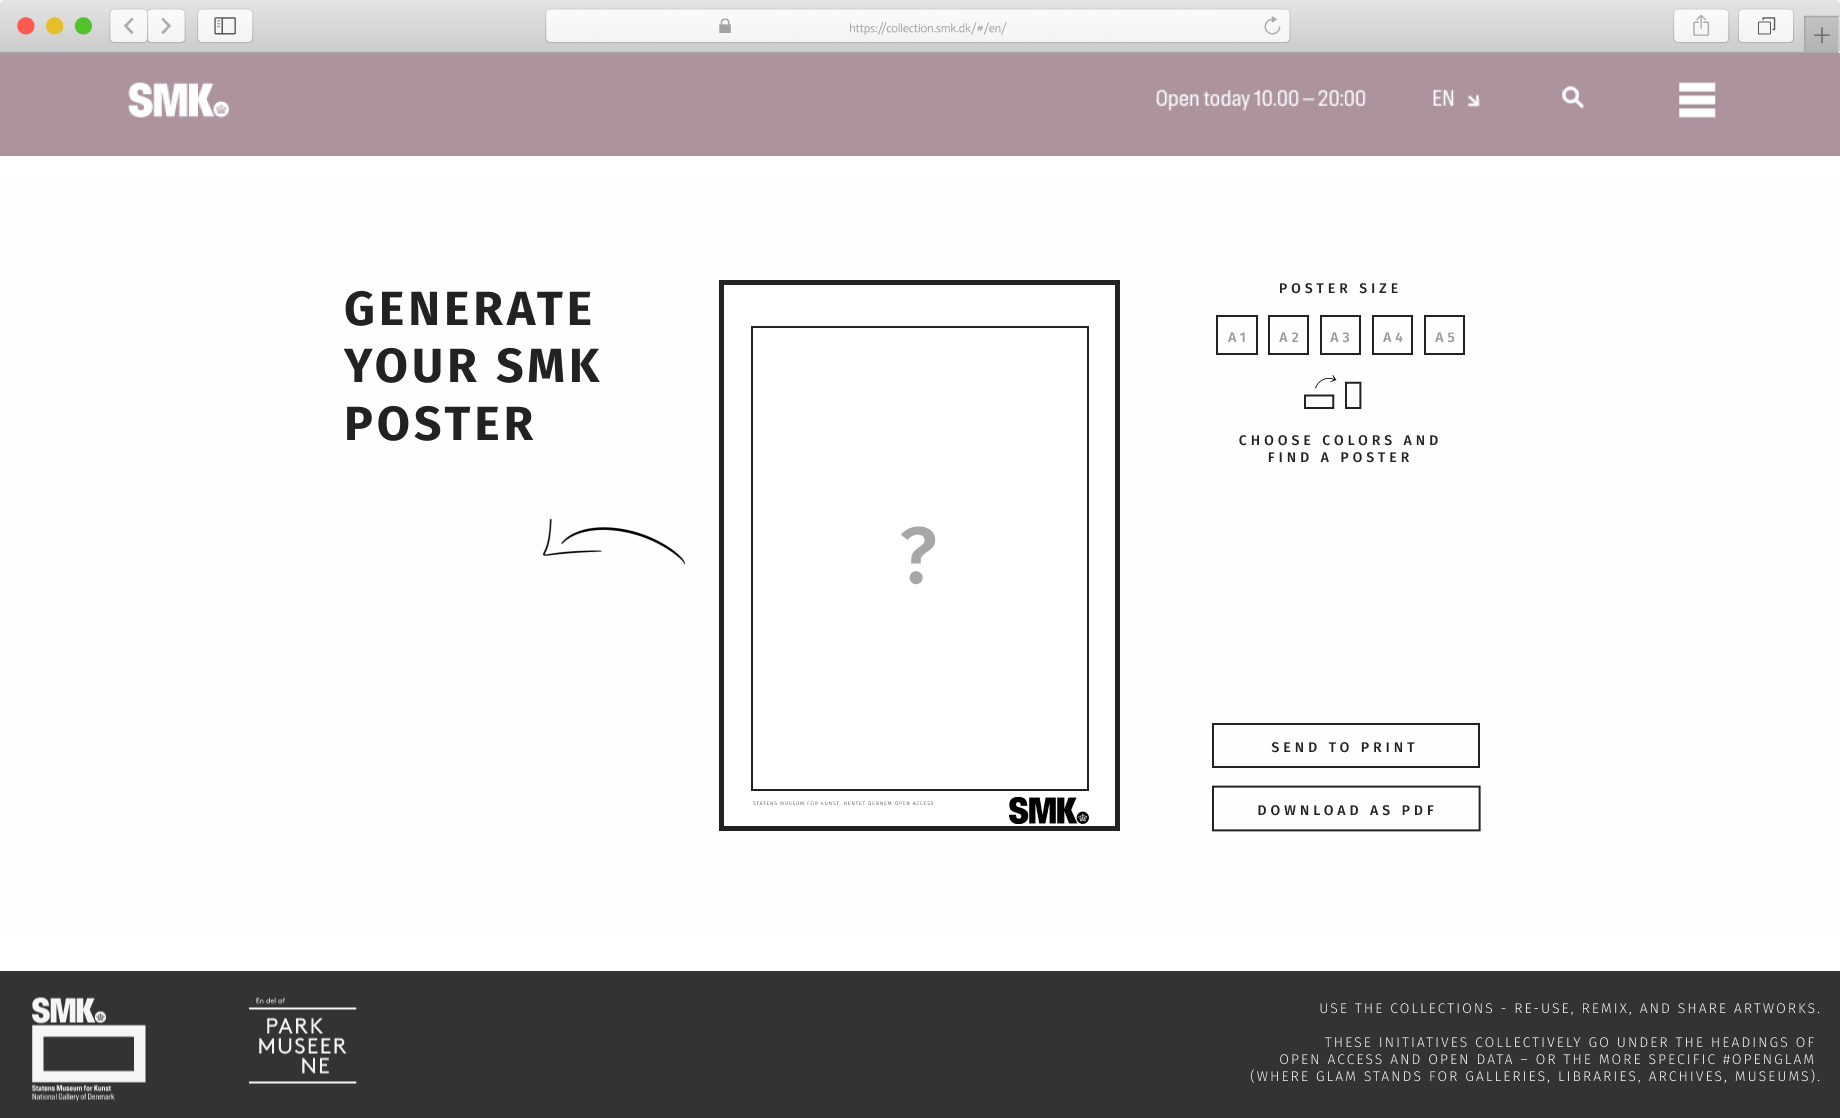 https://collection.smk.dk/#/en/
SMK.
Open today 10.00 – 20:00
EN
GENERATE
YOUR SMK
POSTER
?
STATENS MUSEUM FOR KUNST, HENTET GENNEM OPEN ACCESS
SMK.
POSTER SIZE
A1 A2 A3 A4 A5
CHOOSE COLORS AND
FIND A POSTER
SEND TO PRINT
DOWNLOAD AS PDF
SMK.
Statens Museum for Kunst
National Gallery of Denmark
En del af
PARK
MUSEER
NE
USE THE COLLECTIONS - RE-USE, REMIX, AND SHARE ARTWORKS.
THESE INITIATIVES COLLECTIVELY GO UNDER THE HEADINGS OF
OPEN ACCESS AND OPEN DATA – OR THE MORE SPECIFIC #OPENGLAM
(WHERE GLAM STANDS FOR GALLERIES, LIBRARIES, ARCHIVES, MUSEUMS).